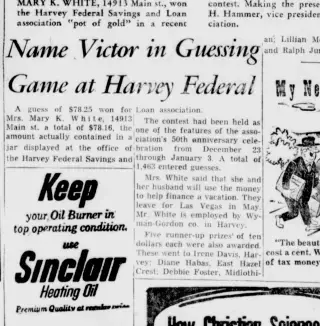 MARY K. WHITE, 14913 Main st., won
the Harvey Federal Savings and Loan
association "pot of gold" in a recent
contest. Making the prese
H. Hammer, vice presiden
ciation.
Name Victor in Guessing
Game at Harvey Federal
A guess of $78.25 won for
Mrs. Mary K. White, 14913
Main st. a total of $78.16, the
amount actually contained in a
jar displayed at the office of
the Harvey Federal Savings and
Loan association.
The contest had been held as
one of the features of the asso-
ciation's 50th anniversary cele-
bration from December 23
through January 3. A total of
1,463 entered guesses.
Mrs. White said that she and
her husband will use the money
to help finance a vacation. They
leave for Las Vegas in May.
Mr. White is employed by Wy-
man-Gordon co. in Harvey.
Five runner-up prizes of ten
dollars each were also awarded.
These went to Irene Davis, Har-
vey; Diane Habas, East Hazel
Crest; Debbie Foster, Midlothi-
an; Lillian M
and Ralph Ju
My Ne
"The beaut
cost a cent. W
of tax money
Keep
your Oil Burner in
top operating condition.
use
Sinclair
Heating Oil
Premium Quality at regular price
How Christian Science